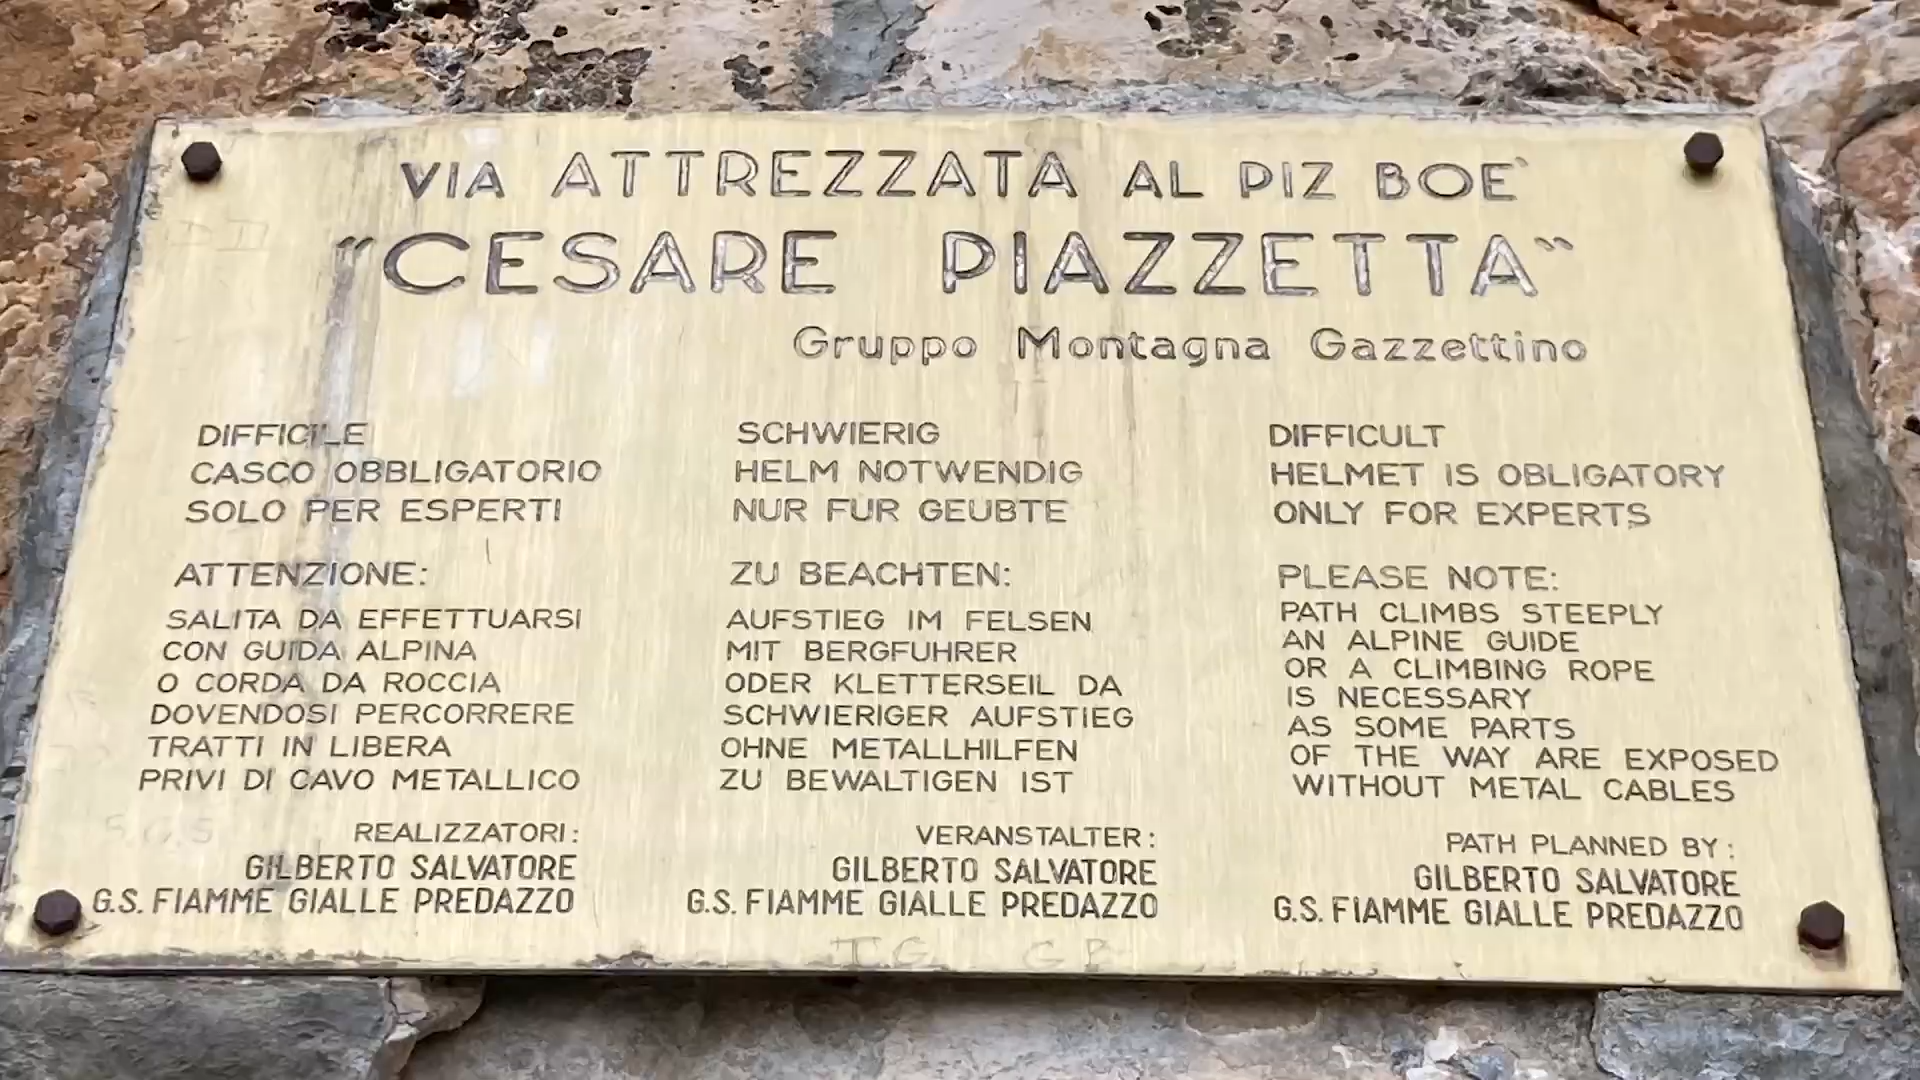 VIA ATTREZZATA AL PIZ BOE`
"CESARE PIAZZETTA"
Gruppo Montagna Gazzettino
DIFFICILE
CASCO OBBLIGATORIO
SOLO PER ESPERTI
ATTENZIONE:
SALITA DA EFFETTUARSI
CON GUIDA ALPINA
O CORDA DA ROCCIA
DOVENDOSI PERCORRERE
TRATTI IN LIBERA
PRIVI DI CAVO METALLICO
REALIZZATORI:
GILBERTO SALVATORE
G.S. FIAMME GIALLE PREDAZZO
SCHWIERIG
HELM NOTWENDIG
NUR FUR GEUBTE
ZU BEACHTEN:
AUFSTIEG IM FELSEN
MIT BERGFUHRER
ODER KLETTERSEIL DA
SCHWIERIGER AUFSTIEG
OHNE METALLHILFEN
ZU BEWALTIGEN IST
VERANSTALTER:
GILBERTO SALVATORE
G.S. FIAMME GIALLE PREDAZZO
DIFFICULT
HELMET IS OBLIGATORY
ONLY FOR EXPERTS
PLEASE NOTE:
PATH CLIMBS STEEPLY
AN ALPINE GUIDE
OR A CLIMBING ROPE
IS NECESSARY
AS SOME PARTS
OF THE WAY ARE EXPOSED
WITHOUT METAL CABLES
PATH PLANNED BY:
GILBERTO SALVATORE
G.S. FIAMME GIALLE PREDAZZO